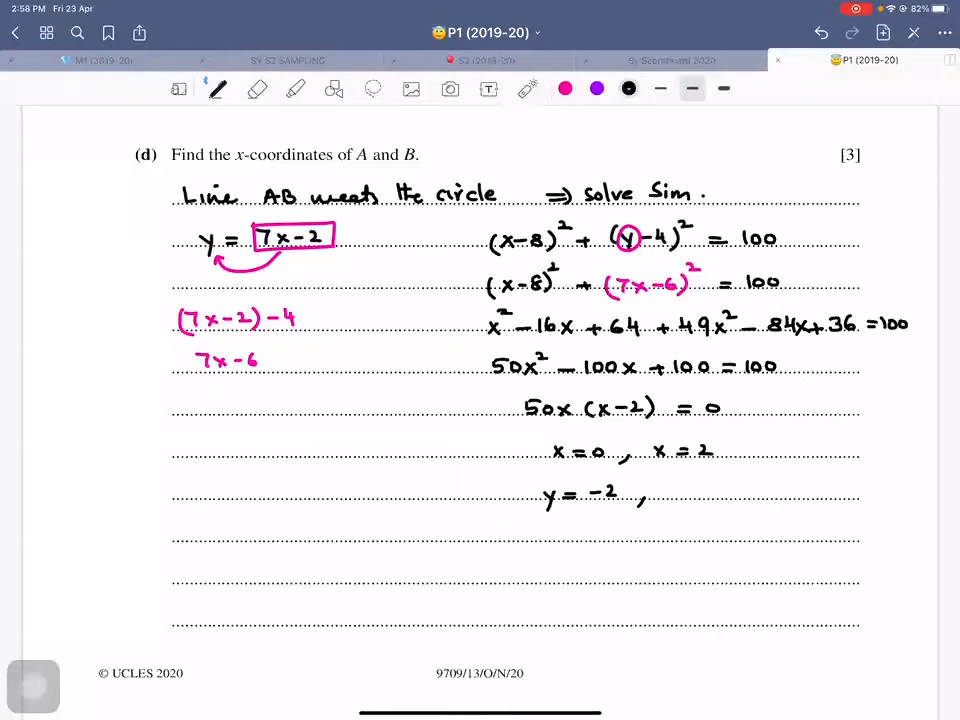 2:58 PM Fri 23 Apr 82%
😇P1 (2019-20)
M1 (2019-20) SY S2 SAMPLING S2 (2019-20) Sy Scoreboard 2020 😇P1 (2019-20)
(d) Find the x-coordinates of A and B. [3]
Line AB meets the circle ⇒ solve Sim.
y = 7x-2 (x-8)² + (y-4)² = 100
(x-8)² + (7x-6)² = 100
(7x-2)-4 x² - 16x + 64 + 49x² - 84x + 36 = 100
7x-6 50x² - 100x + 100 = 100
50x (x-2) = 0
x = 0, x = 2
y = -2,
© UCLES 2020 9709/13/O/N/20